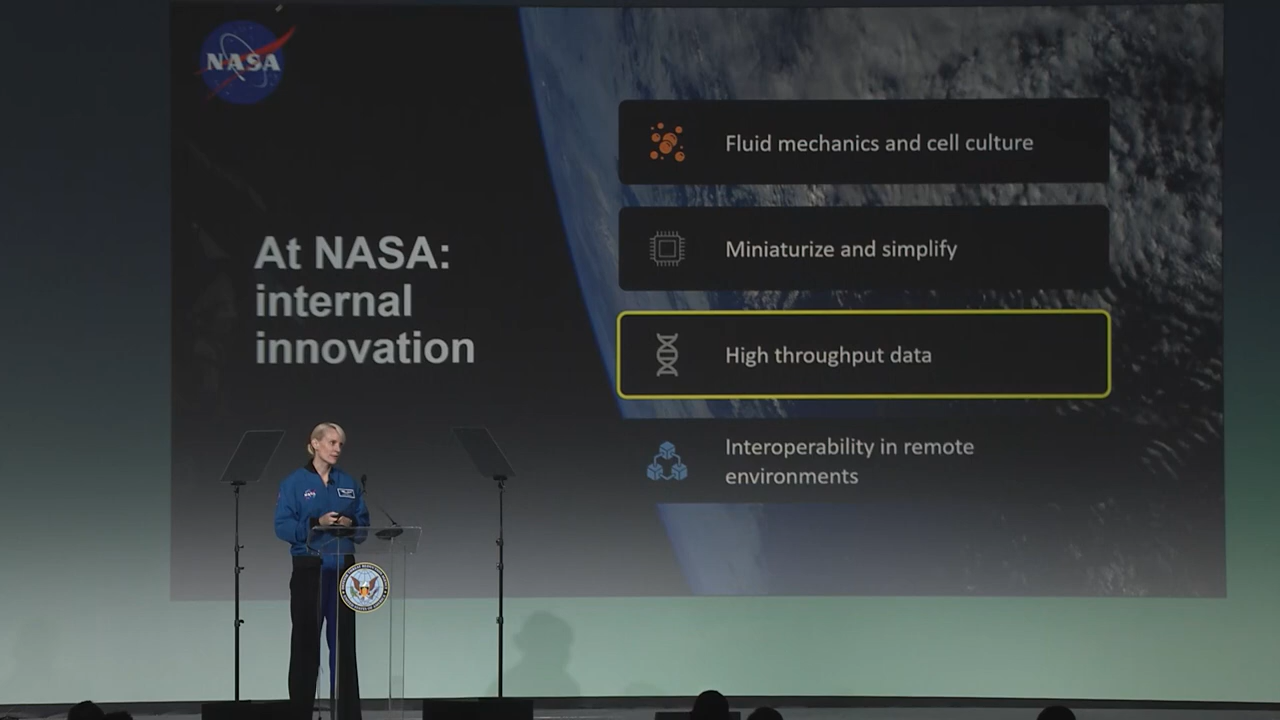 NASA
At NASA:
internal
innovation
Fluid mechanics and cell culture
Miniaturize and simplify
High throughput data
Interoperability in remote
environments